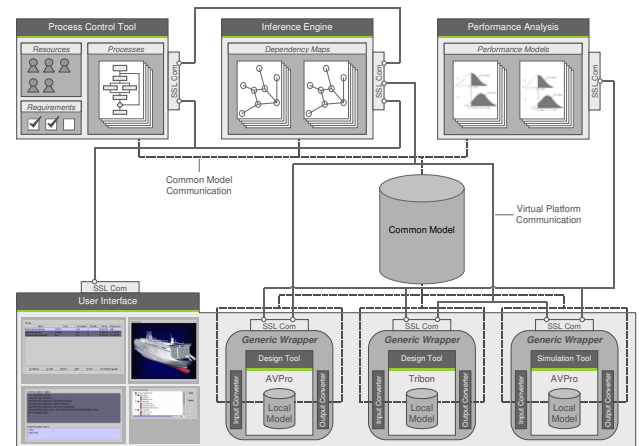 Process Control Tool
Inference Engine
Performance Analysis
Resources
Processes
Requirements
SSL Com
Dependency Maps
SSL Com
Performance Models
SSL Com
Common Model
Communication
Common Model
Virtual Platform
Communication
SSL Com
User Interface
SSL Com
Generic Wrapper
Design Tool
AVPro
Input Converter
Output Converter
Local
Model
SSL Com
Generic Wrapper
Design Tool
Tribon
Input Converter
Output Converter
Local
Model
SSL Com
Generic Wrapper
Simulation Tool
AVPro
Input Converter
Output Converter
Local
Model